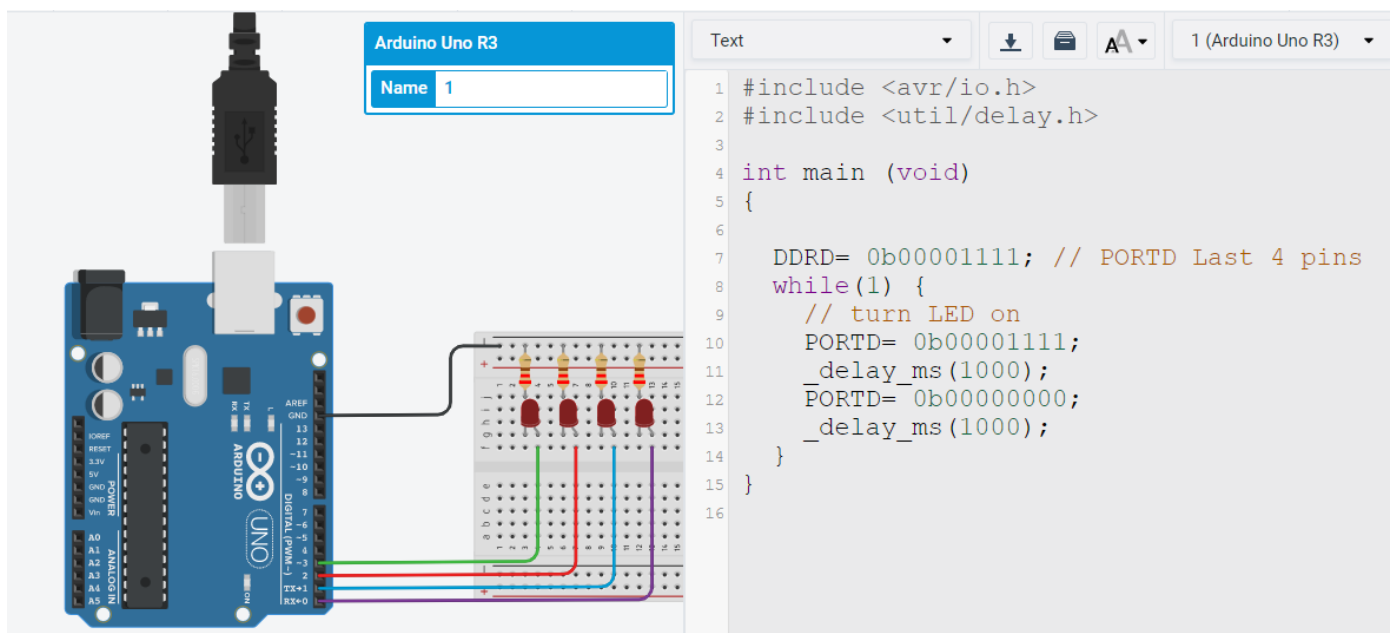 Arduino Uno R3
Name 1
Text
AA
1 (Arduino Uno R3)
1 #include <avr/io.h>
2 #include <util/delay.h>
3
4 int main (void)
5 {
6
7 DDRD= 0b00001111; // PORTD Last 4 pins
8 while(1) {
9 // turn LED on
10 PORTD= 0b00001111;
11 _delay_ms(1000);
12 PORTD= 0b00000000;
13 _delay_ms(1000);
14 }
15 }
16
AREF
GND
13
12
~11
~10
~9
8
7
~6
~5
4
~3
2
TX→1
RX←0
DIGITAL (PWM~)
IOREF
RESET
3.3V
5V
GND
GND
Vin
POWER
A0
A1
A2
A3
A4
A5
ANALOG IN
RX
TX
L
ARDUINO
UNO
ON